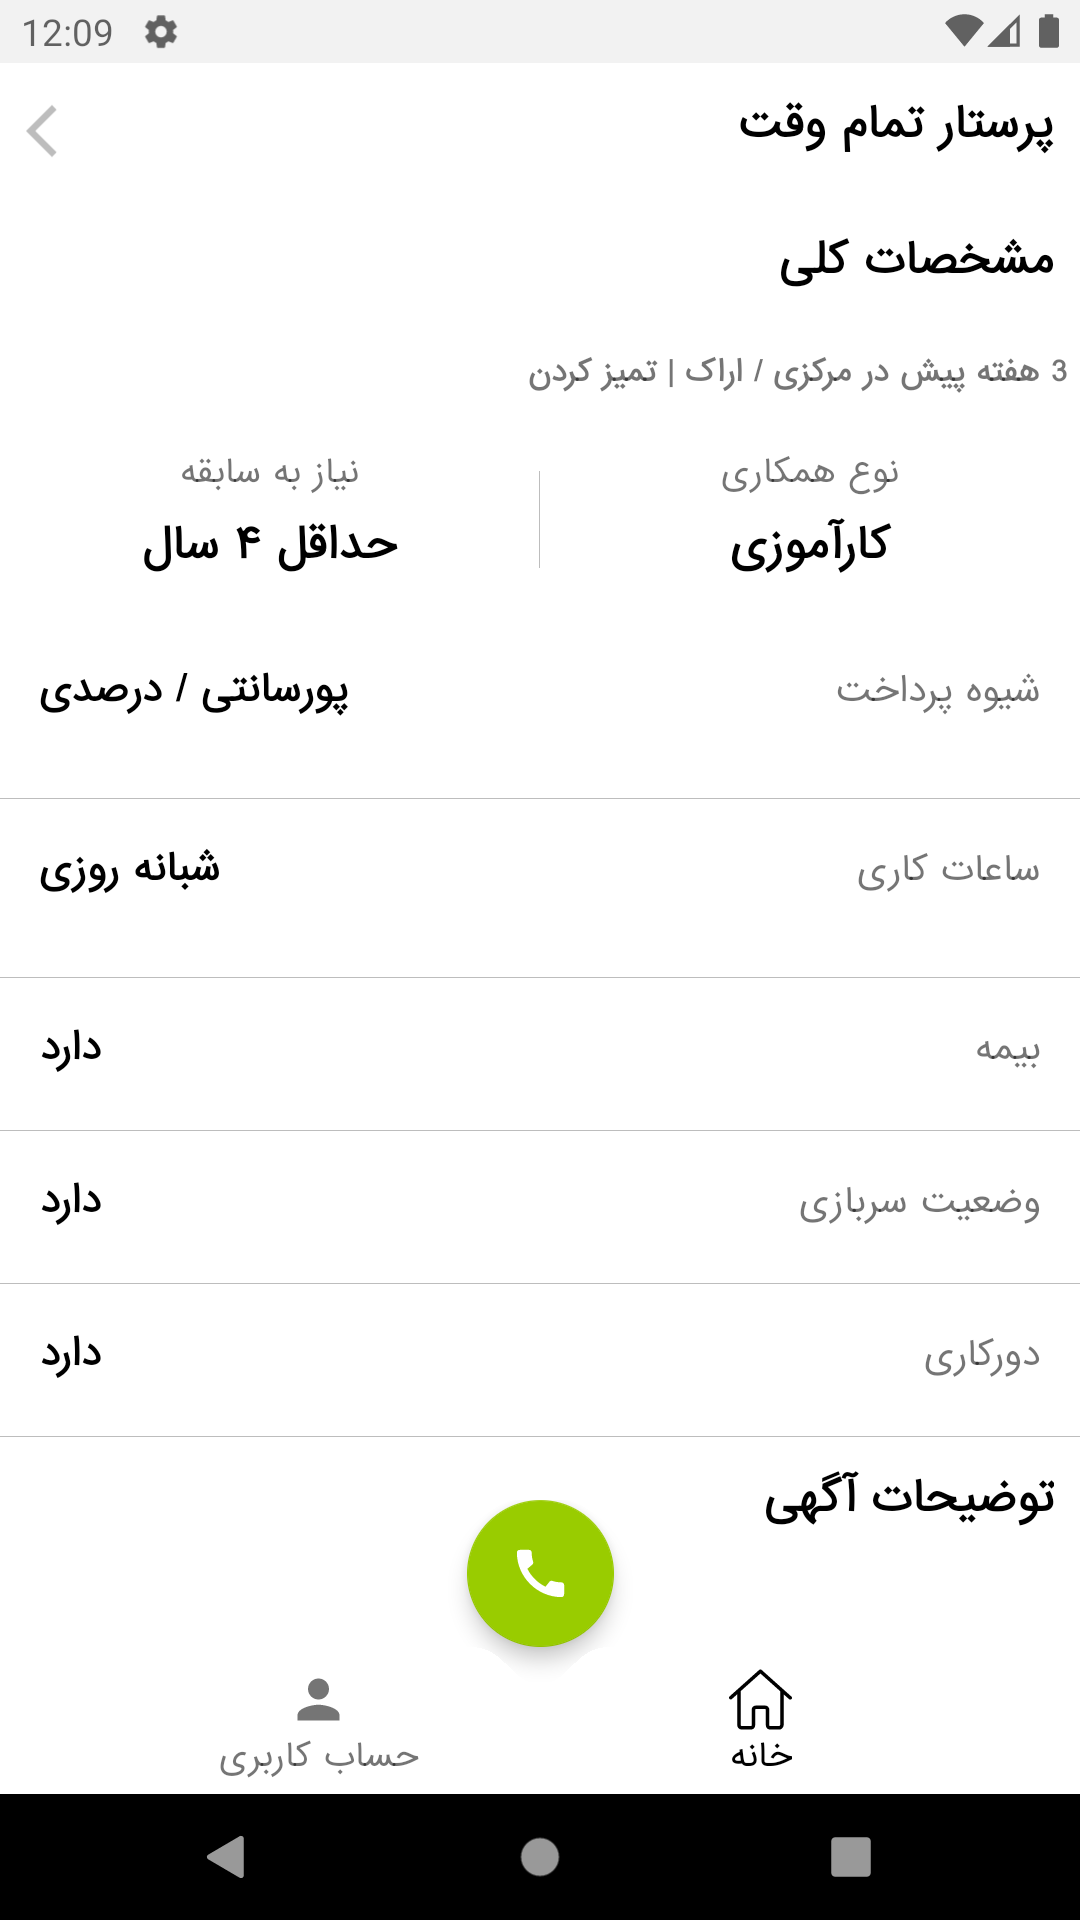 12:09
پرستار تمام وقت
مشخصات کلی
3 هفته پیش در مرکزی / اراک | تمیز کردن
نوع همکاری
کارآموزی
نیاز به سابقه
حداقل ۴ سال
شیوه پرداخت
پورسانتی / درصدی
ساعات کاری
شبانه روزی
بیمه
دارد
وضعیت سربازی
دارد
دورکاری
دارد
توضیحات آگهی
خانه
حساب کاربری